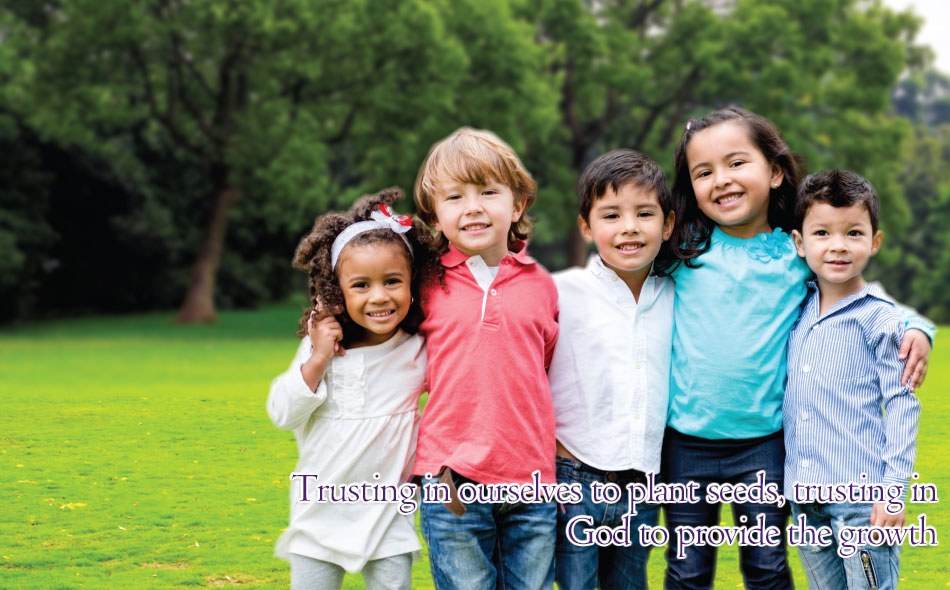 Trusting in ourselves to plant seeds, trusting in
God to provide the growth